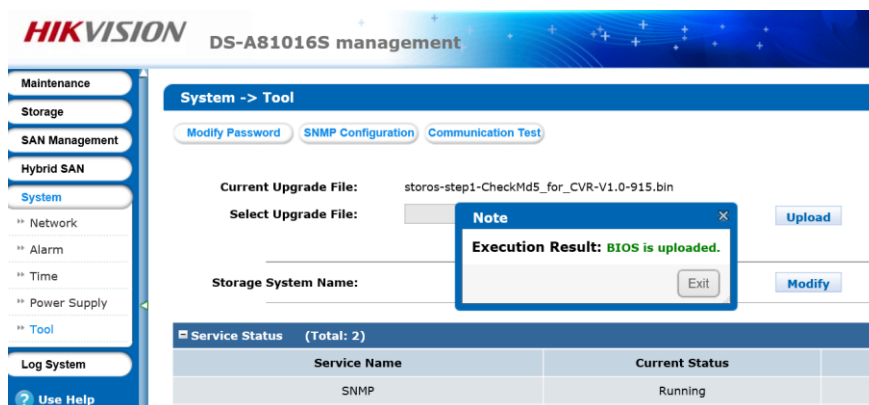 HIKVISION DS-A81016S management
Maintenance
Storage
SAN Management
Hybrid SAN
System
Network
Alarm
Time
Power Supply
Tool
Log System
Use Help
System -> Tool
Modify Password SNMP Configuration Communication Test
Current Upgrade File: storos-step1-CheckMd5_for_CVR-V1.0-915.bin
Select Upgrade File: Upload
Note
Execution Result: BIOS is uploaded.
Exit
Storage System Name: Modify
Service Status (Total: 2)
Service Name Current Status
SNMP Running